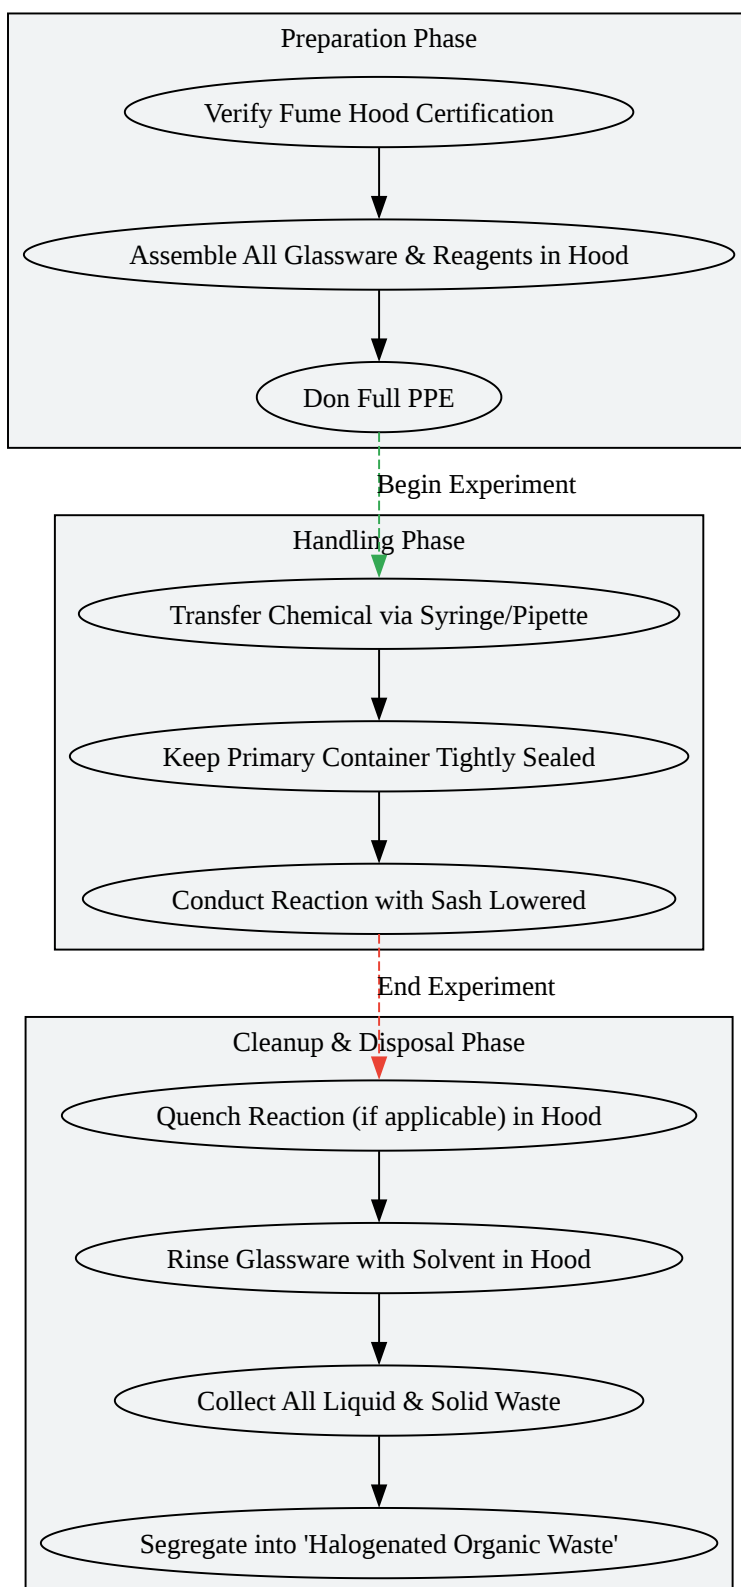 Preparation Phase
Verify Fume Hood Certification
Assemble All Glassware & Reagents in Hood
Don Full PPE
Begin Experiment
Handling Phase
Transfer Chemical via Syringe/Pipette
Keep Primary Container Tightly Sealed
Conduct Reaction with Sash Lowered
End Experiment
Cleanup & Disposal Phase
Quench Reaction (if applicable) in Hood
Rinse Glassware with Solvent in Hood
Collect All Liquid & Solid Waste
Segregate into 'Halogenated Organic Waste'